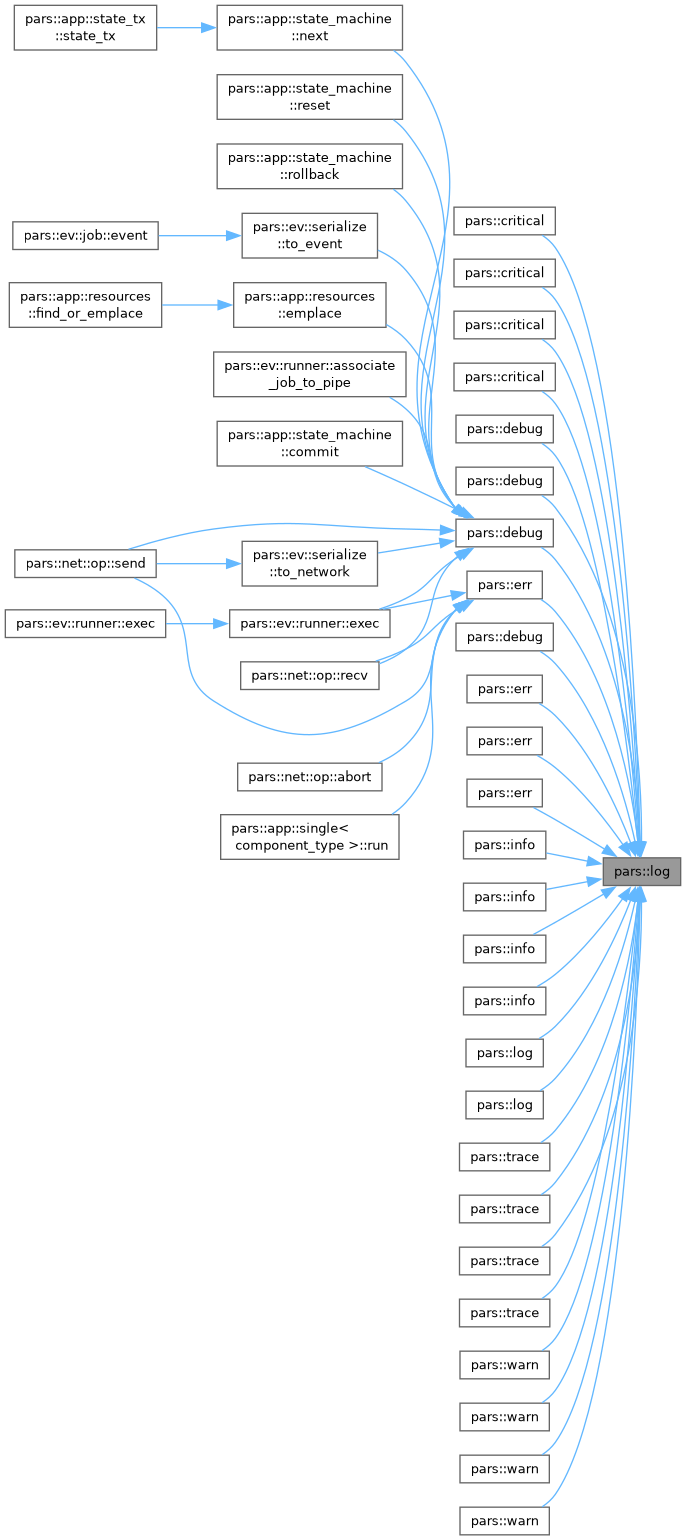 pars::app::state_tx
::state_tx
pars::app::state_machine
::next
pars::app::state_machine
::reset
pars::app::state_machine
::rollback
pars::ev::job::event
pars::ev::serialize
::to_event
pars::app::resources
::find_or_emplace
pars::app::resources
::emplace
pars::ev::runner::associate
_job_to_pipe
pars::app::state_machine
::commit
pars::net::op::send
pars::ev::serialize
::to_network
pars::ev::runner::exec
pars::ev::runner::exec
pars::net::op::recv
pars::net::op::abort
pars::app::single<
component_type >::run
pars::critical
pars::critical
pars::critical
pars::critical
pars::debug
pars::debug
pars::debug
pars::err
pars::debug
pars::err
pars::err
pars::err
pars::info
pars::info
pars::info
pars::info
pars::log
pars::log
pars::trace
pars::trace
pars::trace
pars::trace
pars::warn
pars::warn
pars::warn
pars::warn
pars::log